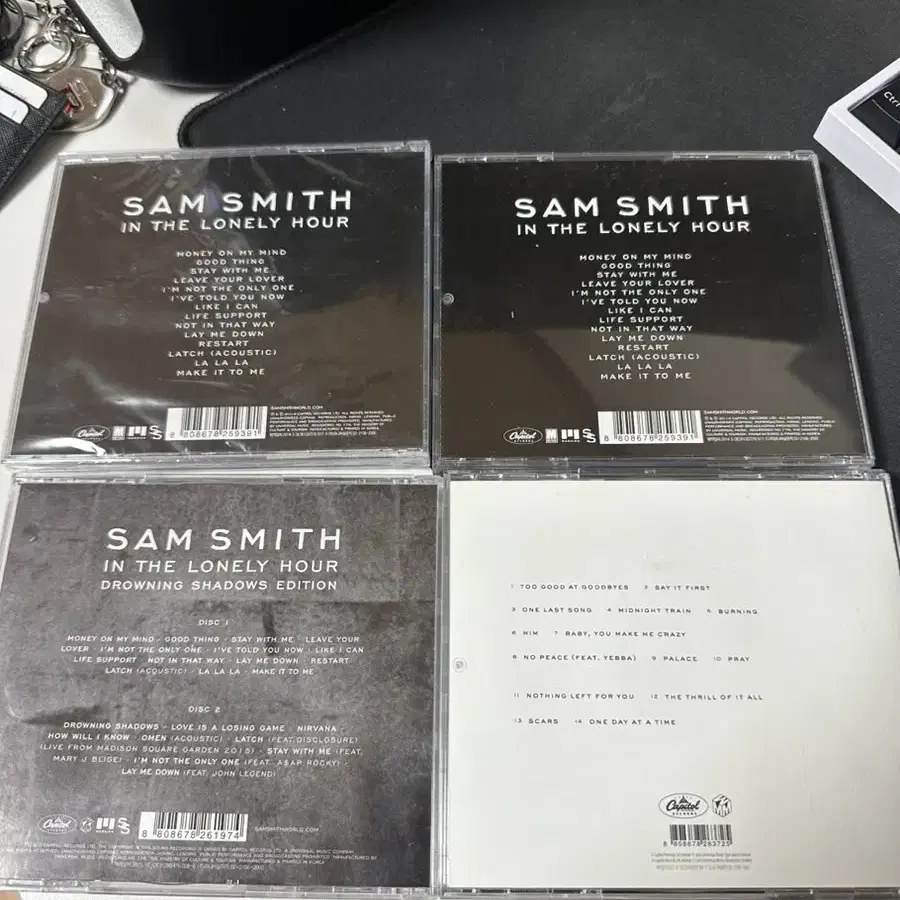 Ctrl
SAM SMITH
IN THE LONELY HOUR
MONEY ON MY MIND
GOOD THING
STAY WITH ME
LEAVE YOUR LOVER
I'M NOT THE ONLY ONE
I'VE TOLD YOU NOW
LIKE I CAN
LIFE SUPPORT
NOT IN THAT WAY
LAY ME DOWN
RESTART
LATCH (ACOUSTIC)
LA LA LA
MAKE IT TO ME
SAMSMITHWORLD.COM
Capitol
RECORDS
8 808678 259391
SAM SMITH
IN THE LONELY HOUR
MONEY ON MY MIND
GOOD THING
STAY WITH ME
LEAVE YOUR LOVER
I'M NOT THE ONLY ONE
I'VE TOLD YOU NOW
LIKE I CAN
LIFE SUPPORT
NOT IN THAT WAY
LAY ME DOWN
RESTART
LATCH (ACOUSTIC)
LA LA LA
MAKE IT TO ME
SAMSMITHWORLD.COM
Capitol
RECORDS
8 808678 259391
SAM SMITH
IN THE LONELY HOUR
DROWNING SHADOWS EDITION
DISC 1
MONEY ON MY MIND · GOOD THING · STAY WITH ME · LEAVE YOUR
LOVER · I'M NOT THE ONLY ONE · I'VE TOLD YOU NOW · LIKE I CAN
LIFE SUPPORT · NOT IN THAT WAY · LAY ME DOWN · RESTART
LATCH (ACOUSTIC) · LA LA LA · MAKE IT TO ME
DISC 2
DROWNING SHADOWS · LOVE IS A LOSING GAME · NIRVANA ·
HOW WILL I KNOW · OMEN (ACOUSTIC) · LATCH (FEAT. DISCLOSURE)
(LIVE FROM MADISON SQUARE GARDEN 2015) · STAY WITH ME (FEAT.
MARY J BLIGE) · I'M NOT THE ONLY ONE (FEAT. A$AP ROCKY) ·
LAY ME DOWN (FEAT. JOHN LEGEND)
Capitol
RECORDS
8 808678 261974
SAMSMITHWORLD.COM
1 TOO GOOD AT GOODBYES 2 SAY IT FIRST
3 ONE LAST SONG 4 MIDNIGHT TRAIN 5 BURNING
6 HIM 7 BABY, YOU MAKE ME CRAZY
8 NO PEACE (FEAT. YEBBA) 9 PALACE 10 PRAY
11 NOTHING LEFT FOR YOU 12 THE THRILL OF IT ALL
13 SCARS 14 ONE DAY AT A TIME
Capitol
RECORDS
8 808678 263725